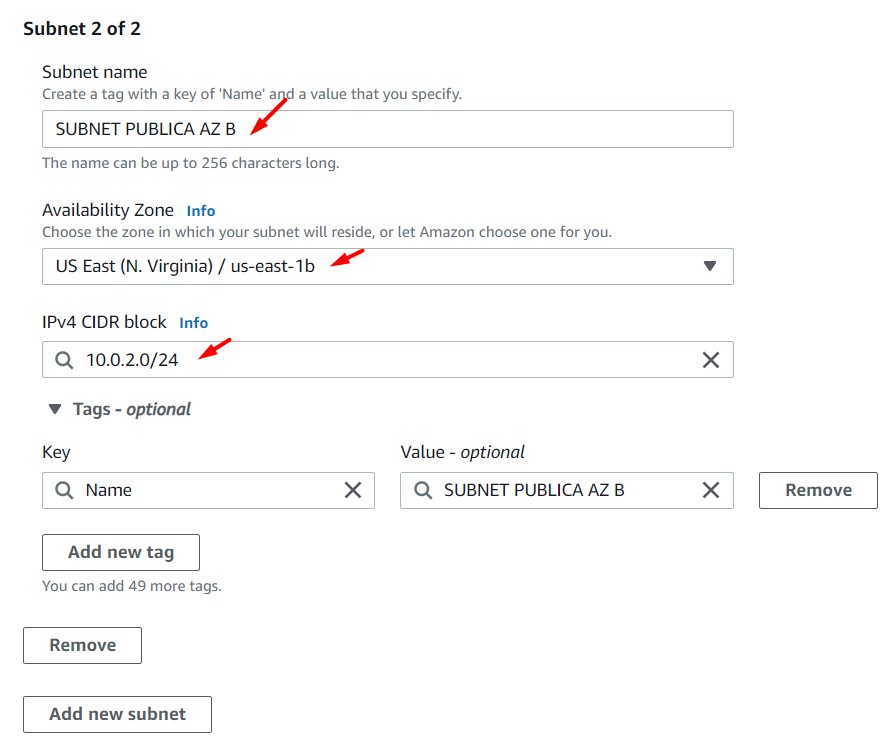 Subnet 2 of 2
Subnet name
Create a tag with a key of 'Name' and a value that you specify.
SUBNET PUBLICA AZ B
The name can be up to 256 characters long.
Availability Zone Info
Choose the zone in which your subnet will reside, or let Amazon choose one for you.
US East (N. Virginia) / us-east-1b
IPv4 CIDR block Info
10.0.2.0/24
Tags - optional
Key Value - optional
Name SUBNET PUBLICA AZ B Remove
Add new tag
You can add 49 more tags.
Remove
Add new subnet